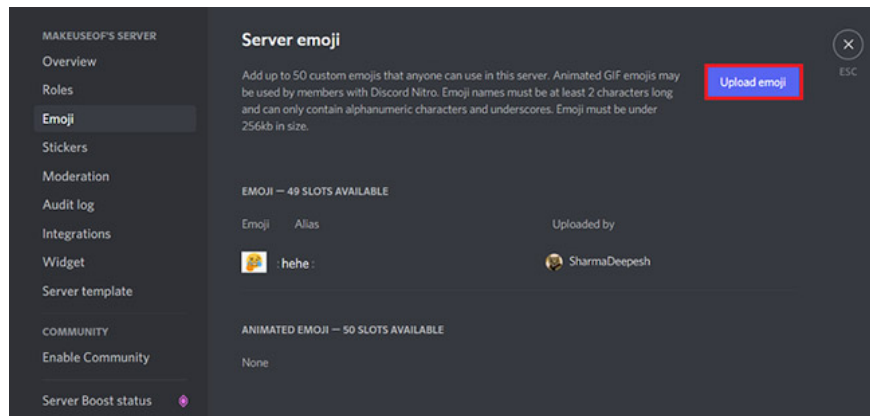 MAKEUSEOF'S SERVER
Overview
Roles
Emoji
Stickers
Moderation
Audit log
Integrations
Widget
Server template
COMMUNITY
Enable Community
Server Boost status
Server emoji
Add up to 50 custom emojis that anyone can use in this server. Animated GIF emojis may
be used by members with Discord Nitro. Emoji names must be at least 2 characters long
and can only contain alphanumeric characters and underscores. Emoji must be under
256kb in size.
Upload emoji
ESC
EMOJI — 49 SLOTS AVAILABLE
Emoji Alias Uploaded by
:hehe: SharmaDeepesh
ANIMATED EMOJI — 50 SLOTS AVAILABLE
None